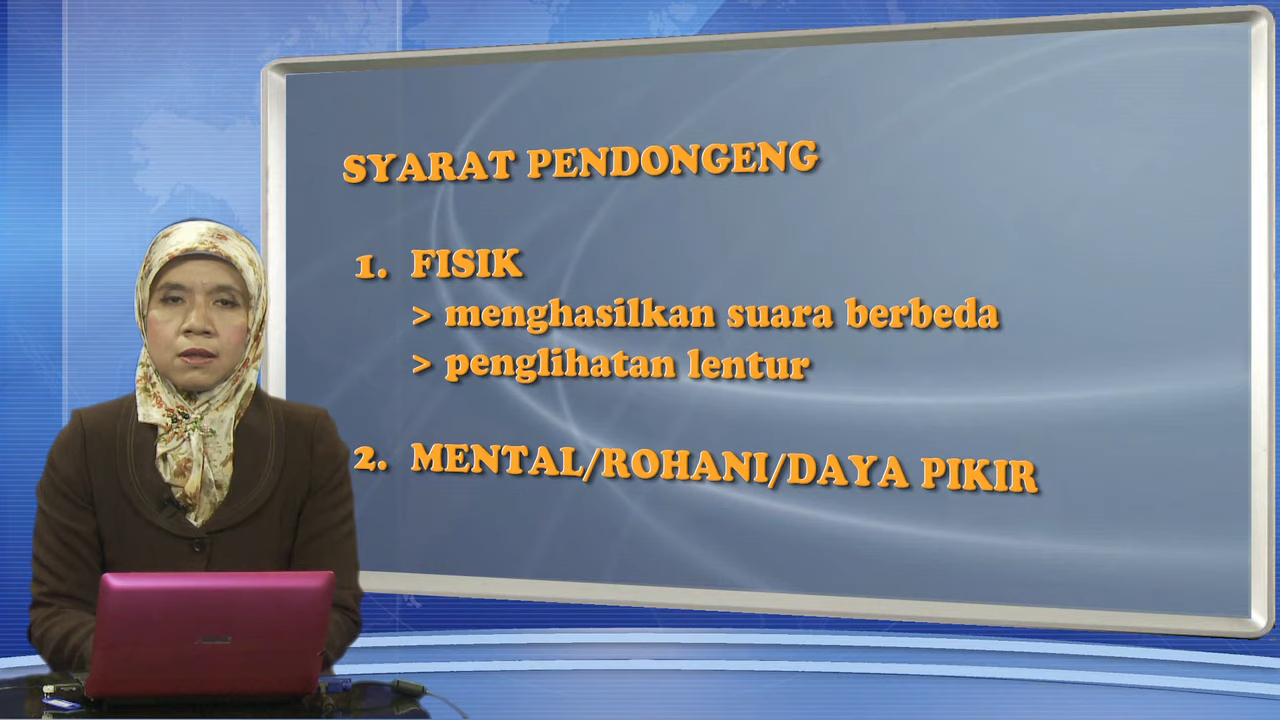 SYARAT PENDONGENG
1. FISIK
> menghasilkan suara berbeda
> penglihatan lentur
2. MENTAL/ROHANI/DAYA PIKIR